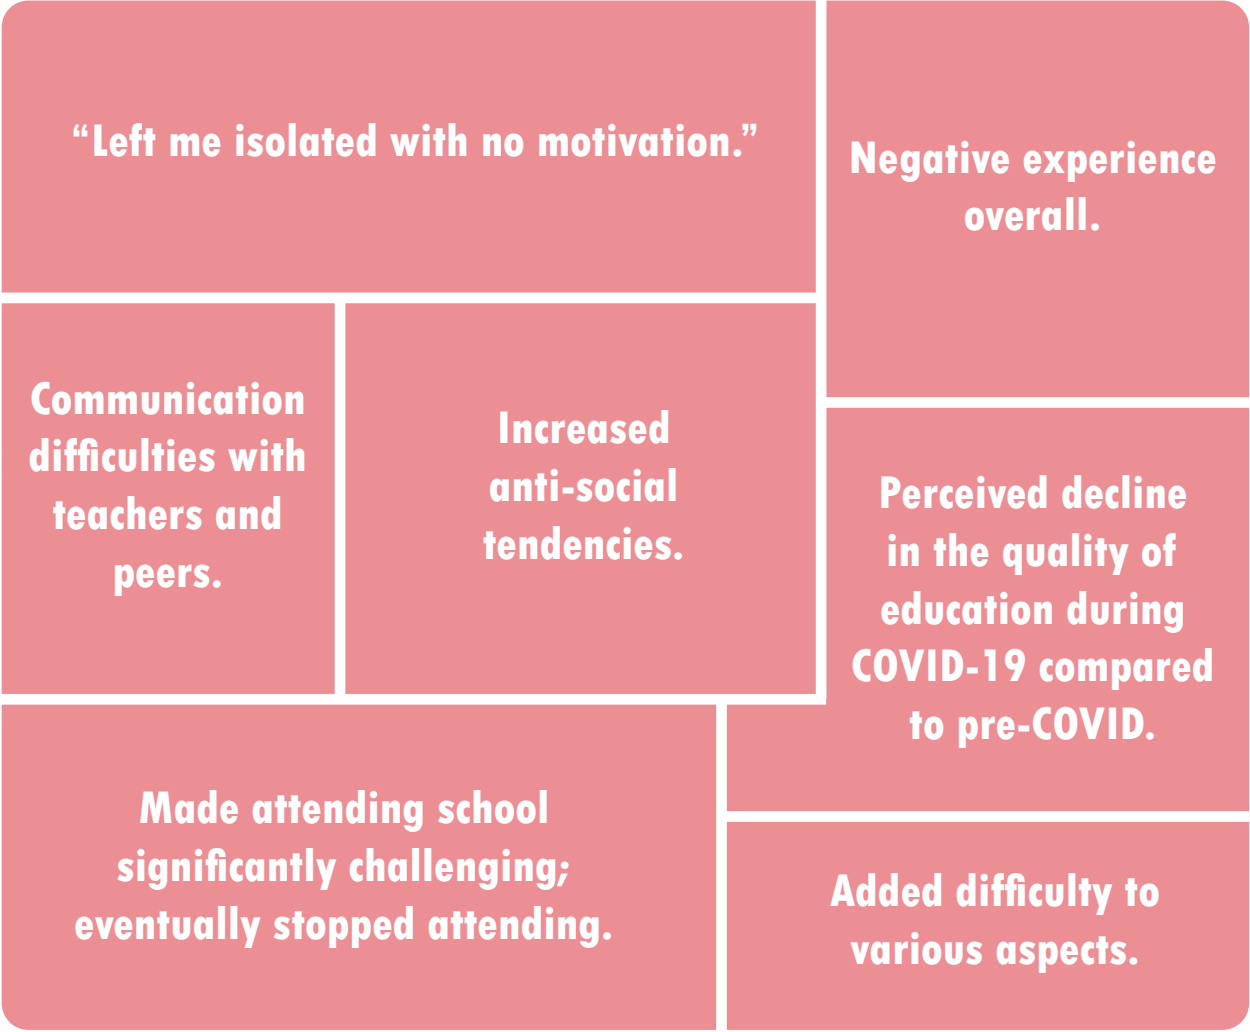 “Left me isolated with no motivation.”
Negative experience
overall.
Communication
difficulties with
teachers and
peers.
Increased
anti-social
tendencies.
Perceived decline
in the quality of
education during
COVID-19 compared
to pre-COVID.
Made attending school
significantly challenging;
eventually stopped attending.
Added difficulty to
various aspects.